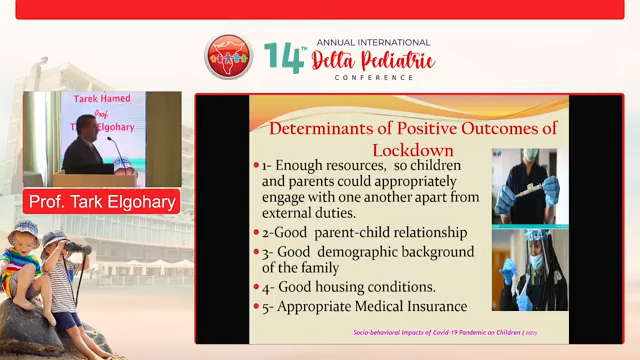 14TH
ANNUAL INTERNATIONAL
Delta Pediatric
CONFERENCE
Tarek Hamed
Prof
Elgohary
Prof. Tark Elgohary
Determinants of Positive Outcomes of
Lockdown
1- Enough resources, so children
and parents could appropriately
engage with one another apart from
external duties.
2-Good parent-child relationship
3- Good demographic background
of the family
4- Good housing conditions.
5- Appropriate Medical Insurance
Socio-behavioral Impacts of Covid-19 Pandemic on Children ( 2022)